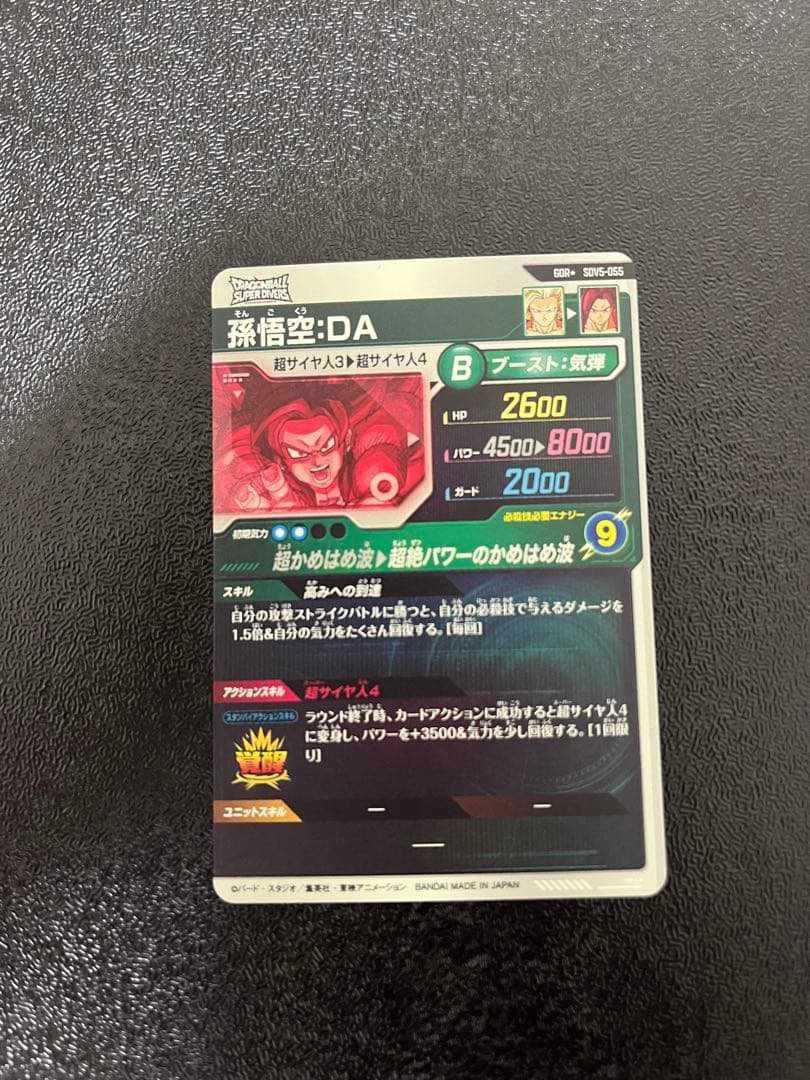 GDR★ SDV5-055
DRAGONBALL
SUPER DIVERS
そん ご くう
孫悟空:DA
超サイヤ人3▶超サイヤ人4
B ブースト:気弾
HP 2600
パワー 4500▶8000
ガード 2000
必殺技必要エナジー
9
初期気力
超かめはめ波▶超絶パワーのかめはめ波
スキル 高みへの到達
自分の攻撃ストライクバトルに勝つと、自分の必殺技で与えるダメージを
1.5倍&自分の気力をたくさん回復する。[毎回]
アクションスキル 超サイヤ人4
スタンバイアクションスキル
覚醒
ラウンド終了時、カードアクションに成功すると超サイヤ人4
に変身し、パワーを+3500&気力を少し回復する。[1回限
り]
ユニットスキル ー ー
ー
©バード・スタジオ/集英社・東映アニメーション BANDAI MADE IN JAPAN